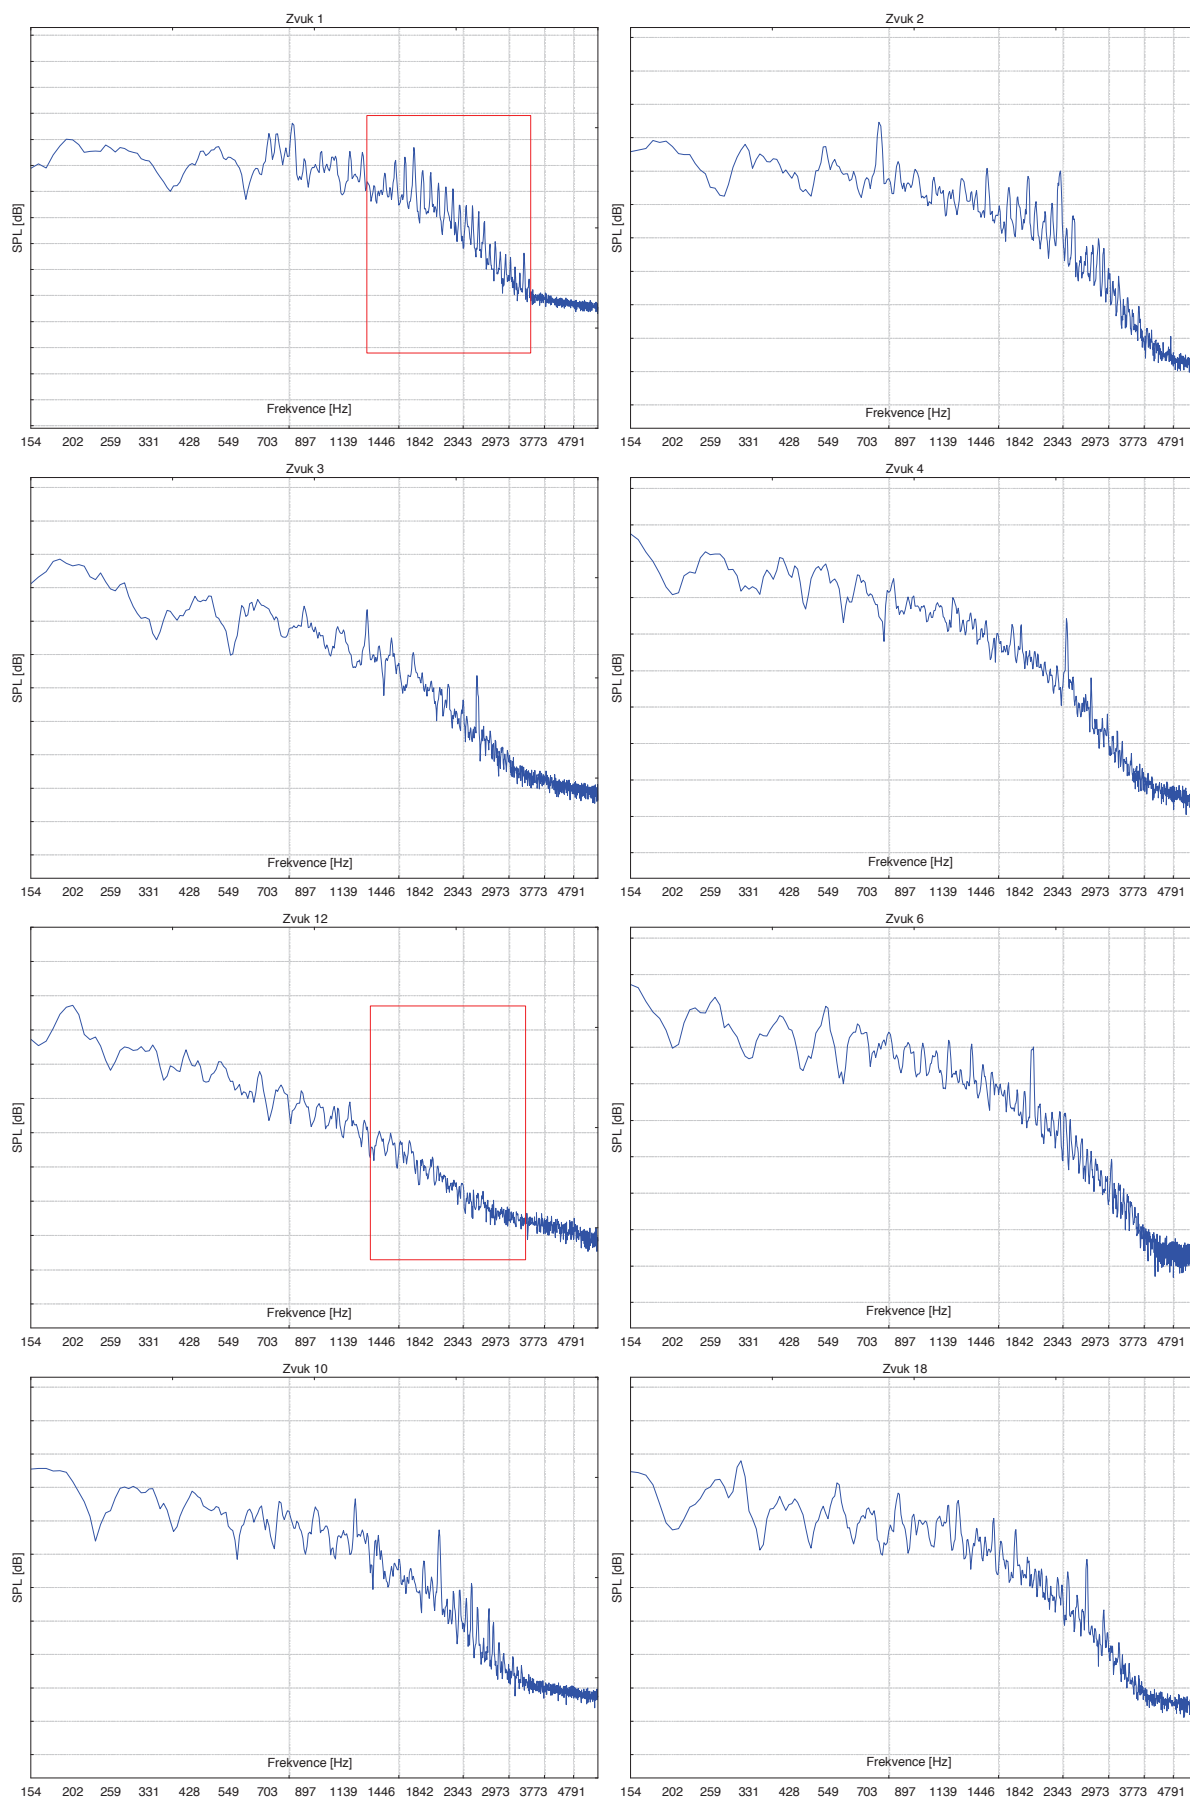 Zvuk 1
SPL [dB]
Frekvence [Hz]
154 202 259 331 428 549 703 897 1139 1446 1842 2343 2973 3773 4791
Zvuk 2
SPL [dB]
Frekvence [Hz]
154 202 259 331 428 549 703 897 1139 1446 1842 2343 2973 3773 4791
Zvuk 3
SPL [dB]
Frekvence [Hz]
154 202 259 331 428 549 703 897 1139 1446 1842 2343 2973 3773 4791
Zvuk 4
SPL [dB]
Frekvence [Hz]
154 202 259 331 428 549 703 897 1139 1446 1842 2343 2973 3773 4791
Zvuk 12
SPL [dB]
Frekvence [Hz]
154 202 259 331 428 549 703 897 1139 1446 1842 2343 2973 3773 4791
Zvuk 6
SPL [dB]
Frekvence [Hz]
154 202 259 331 428 549 703 897 1139 1446 1842 2343 2973 3773 4791
Zvuk 10
SPL [dB]
Frekvence [Hz]
154 202 259 331 428 549 703 897 1139 1446 1842 2343 2973 3773 4791
Zvuk 18
SPL [dB]
Frekvence [Hz]
154 202 259 331 428 549 703 897 1139 1446 1842 2343 2973 3773 4791